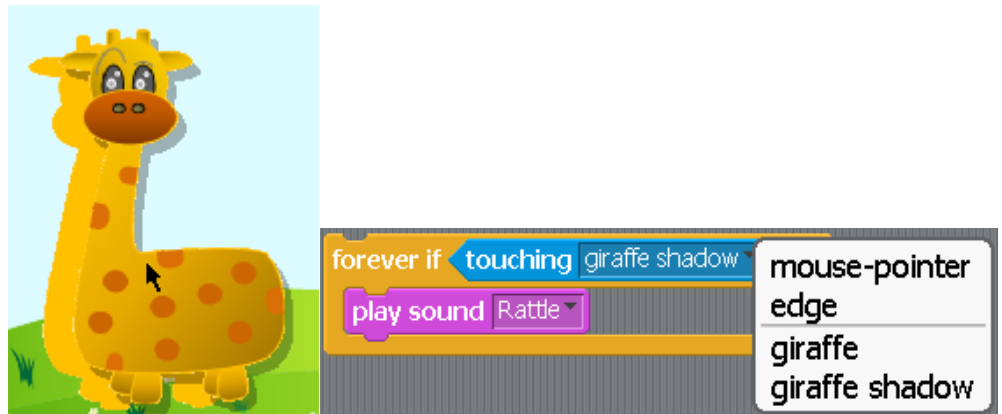 forever if touching giraffe shadow
play sound Rattle
mouse-pointer
edge
giraffe
giraffe shadow